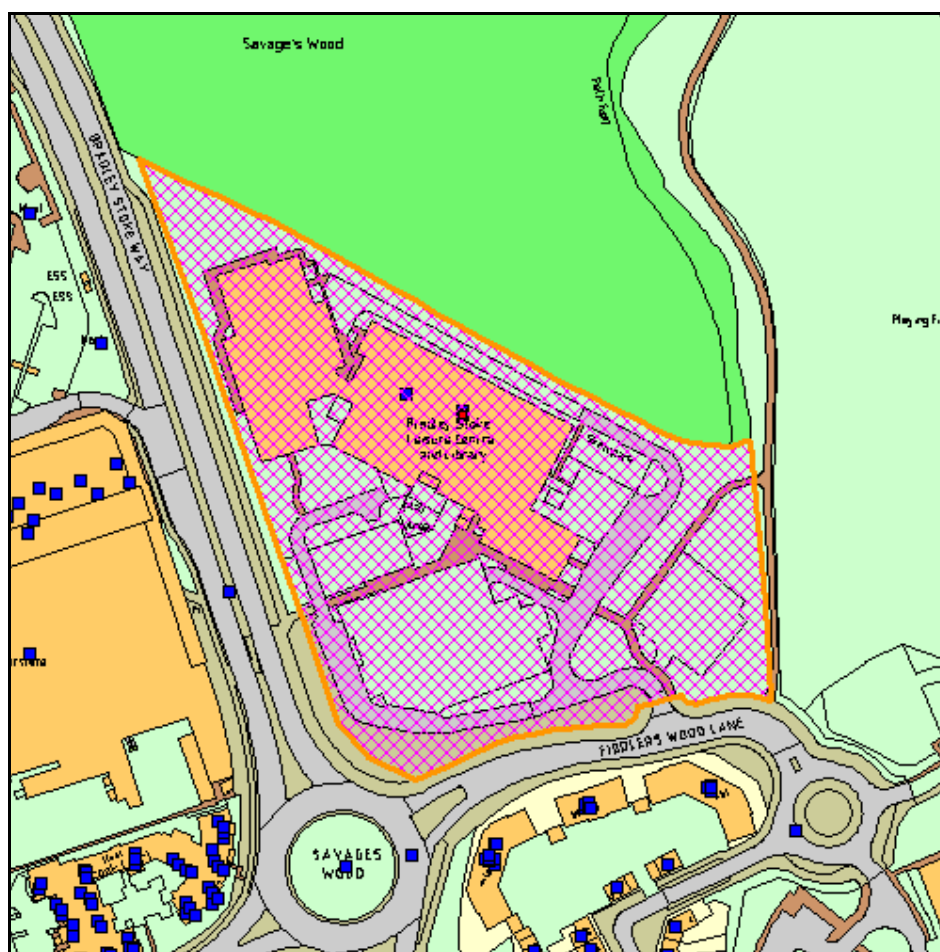 Savage's Wood
Path (um)
BRADLEY STOKE WAY
ESS
ESS
Playing F
Bradley Stoke
Leisure Centre
and Library
FIDDLERS WOOD LANE
SAVAGES
WOOD